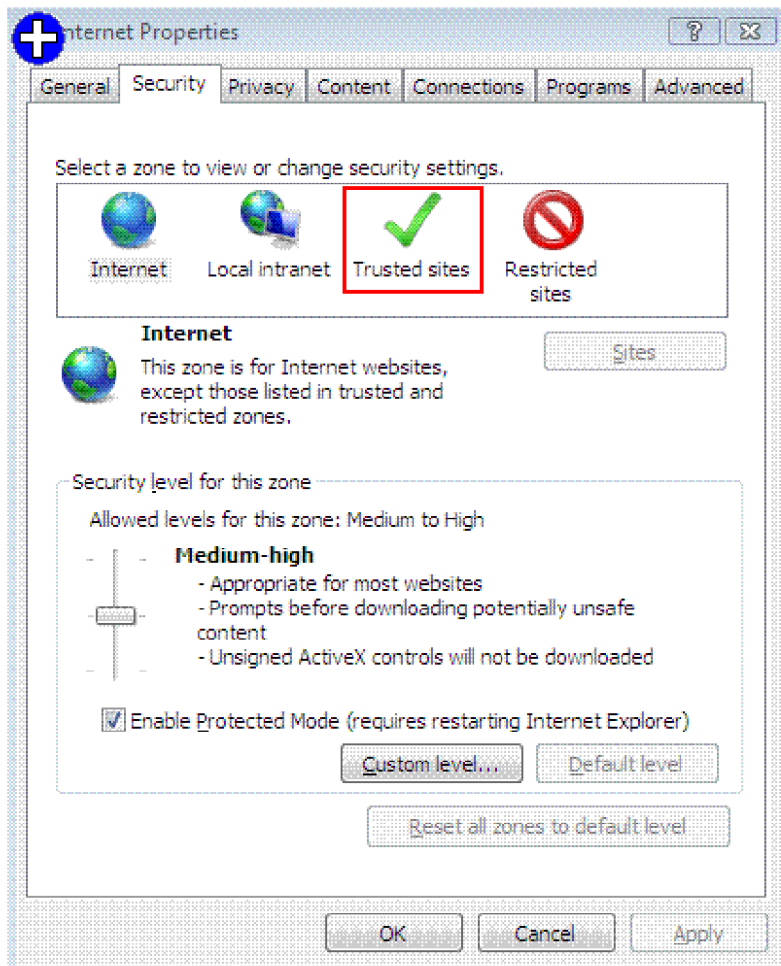 nternet Properties
General Security Privacy Content Connections Programs Advanced
Select a zone to view or change security settings.
Internet Local intranet Trusted sites Restricted sites
Internet
This zone is for Internet websites,
except those listed in trusted and
restricted zones.
Sites
Security level for this zone
Allowed levels for this zone: Medium to High
Medium-high
- Appropriate for most websites
- Prompts before downloading potentially unsafe
content
- Unsigned ActiveX controls will not be downloaded
Enable Protected Mode (requires restarting Internet Explorer)
Custom level... Default level
Reset all zones to default level
OK Cancel Apply